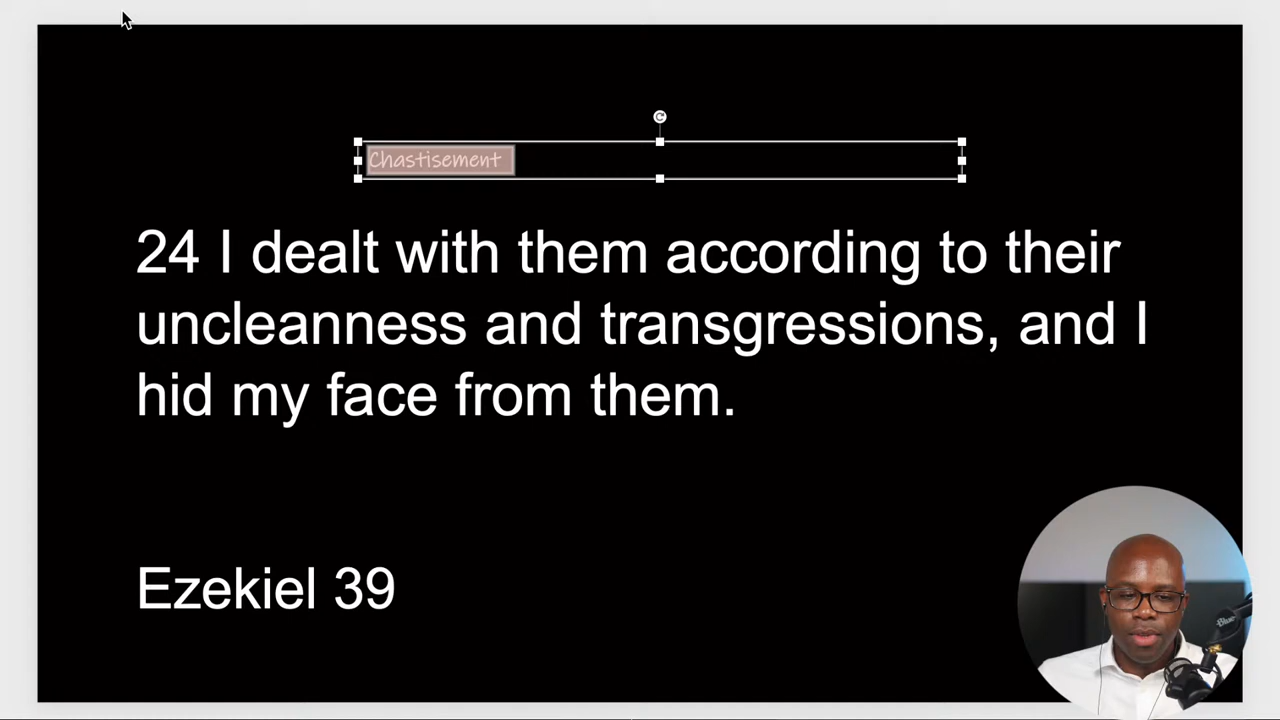 Chastisement
24 I dealt with them according to their
uncleanness and transgressions, and I
hid my face from them.
Ezekiel 39
Blue